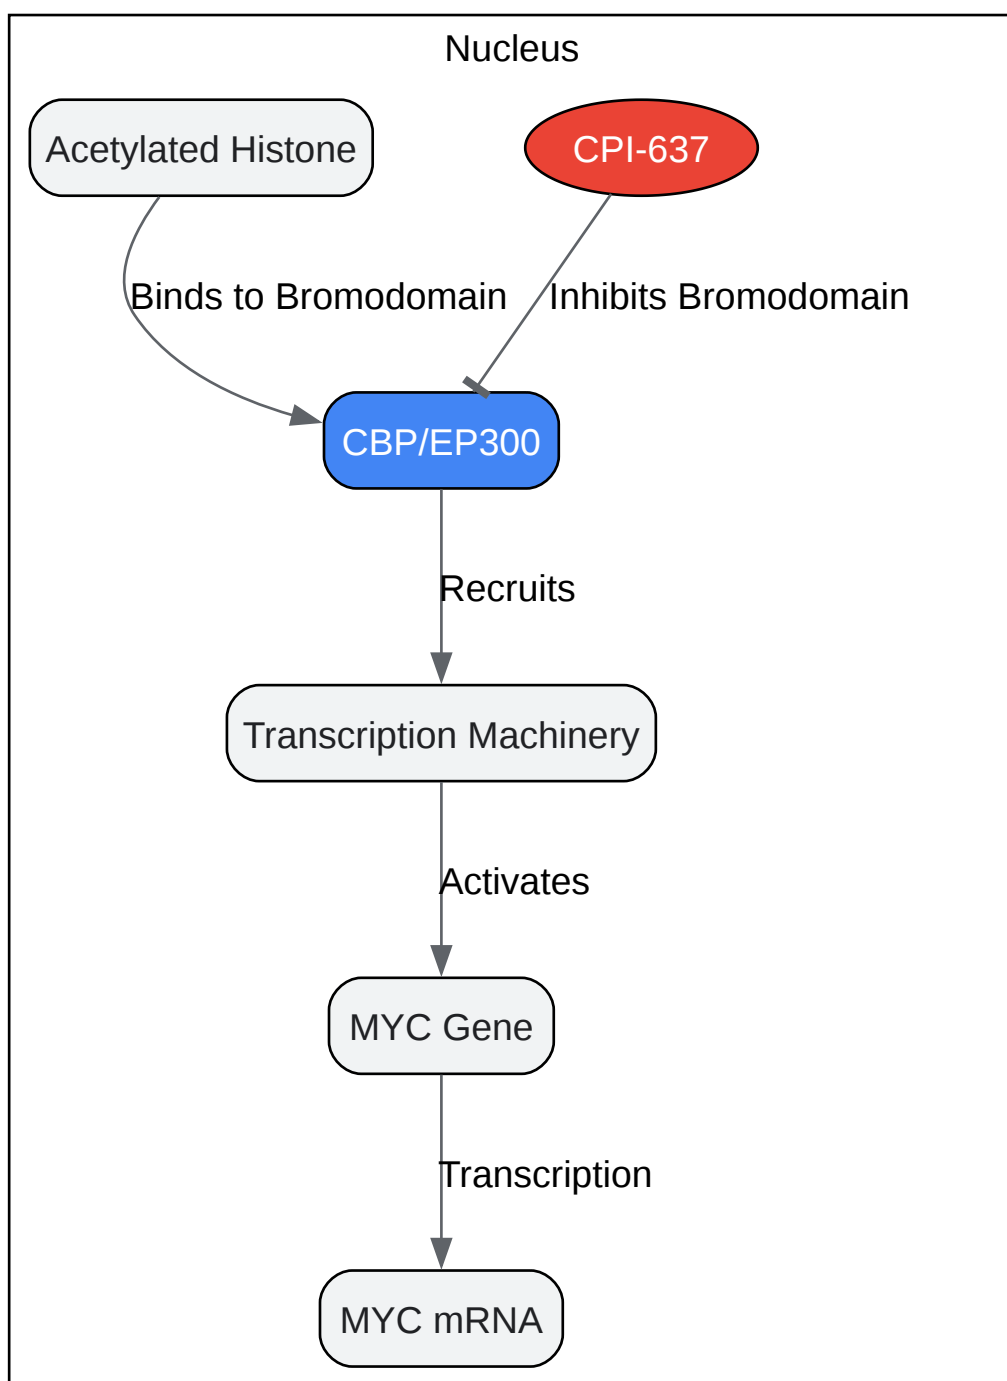 Nucleus
Acetylated Histone
CPI-637
Binds to Bromodomain
Inhibits Bromodomain
CBP/EP300
Recruits
Transcription Machinery
Activates
MYC Gene
Transcription
MYC mRNA